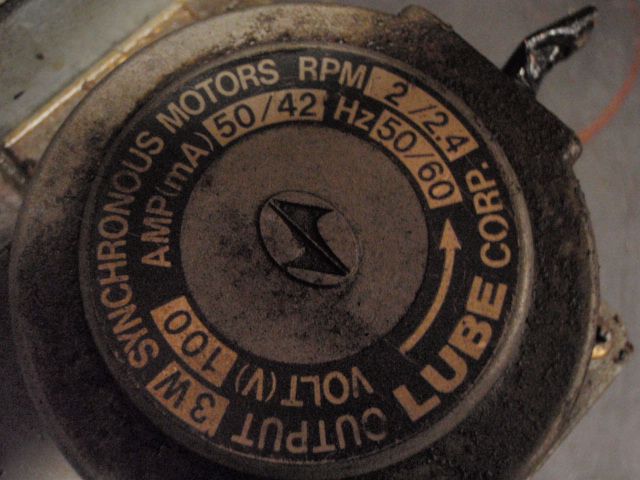 SYNCHRONOUS MOTORS RPM 2/2.4
AMP(mA) 50/42 Hz 50/60
OUTPUT 3W
VOLT(V) 100
LUBE CORP.